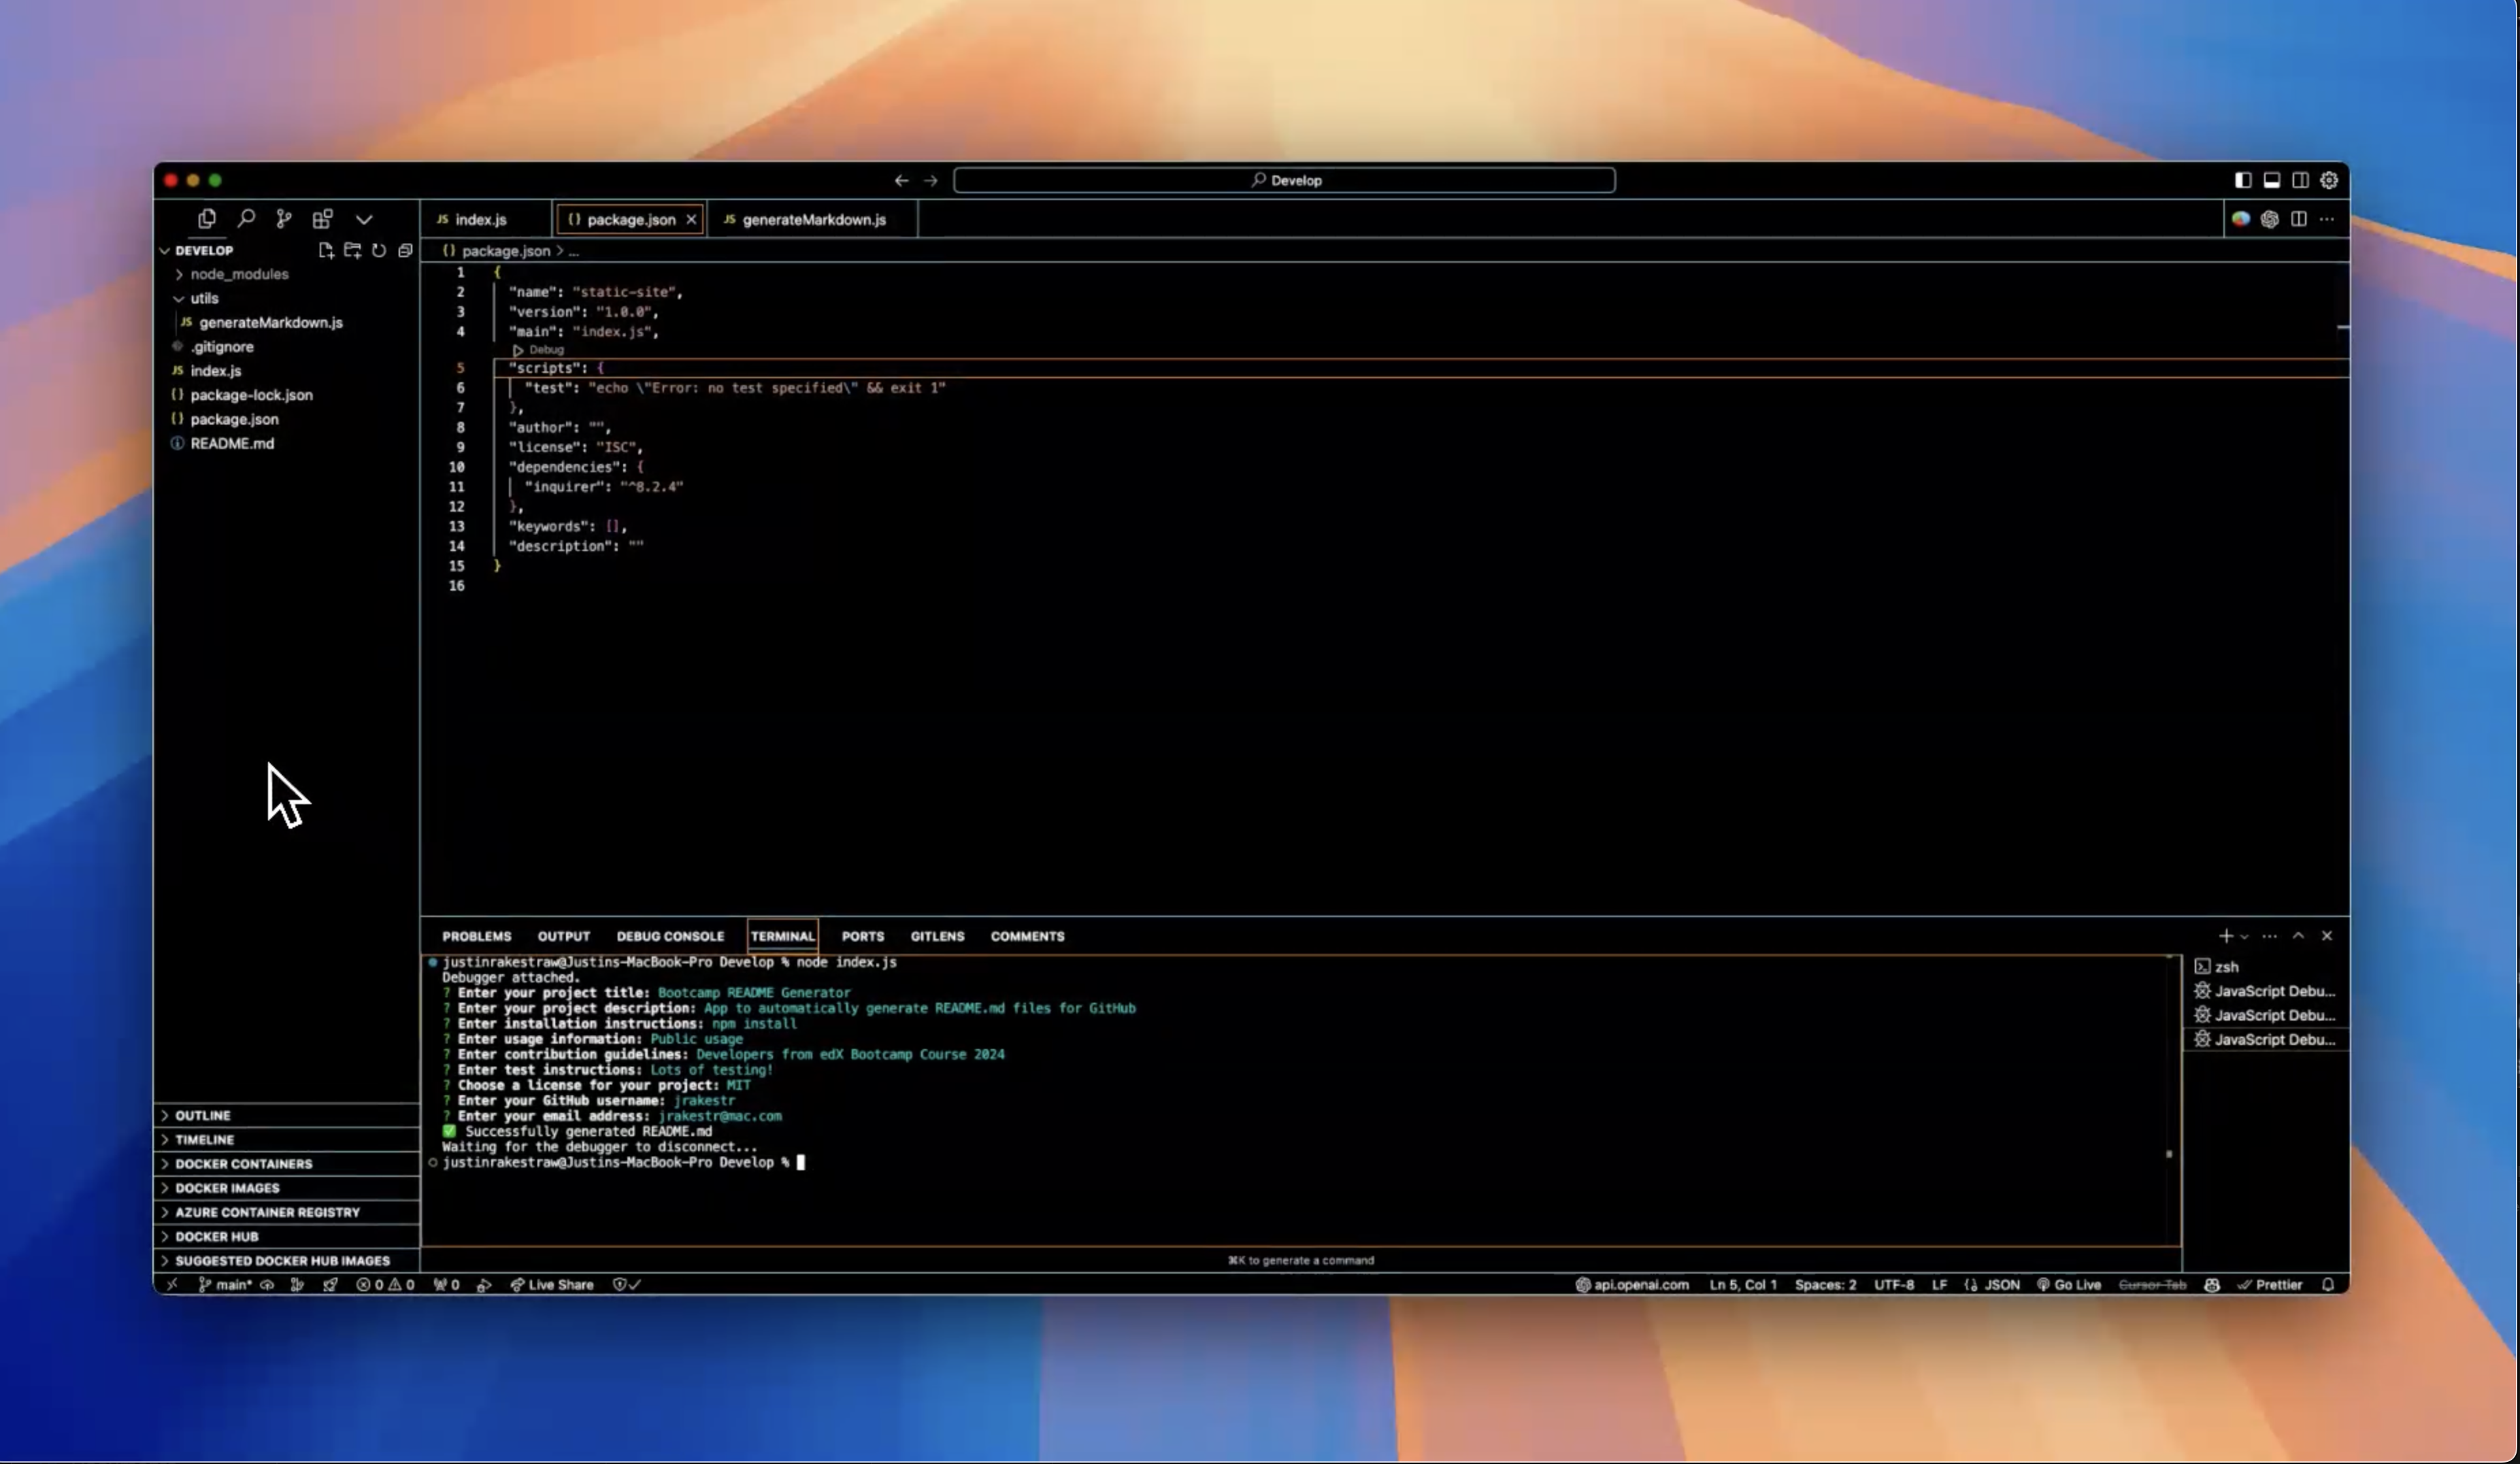 Develop
DEVELOP
node_modules
utils
JS generateMarkdown.js
.gitignore
JS index.js
{} package-lock.json
{} package.json
README.md
OUTLINE
TIMELINE
DOCKER CONTAINERS
DOCKER IMAGES
AZURE CONTAINER REGISTRY
DOCKER HUB
SUGGESTED DOCKER HUB IMAGES
JS index.js {} package.json JS generateMarkdown.js
{} package.json > ...
1 {
2 "name": "static-site",
3 "version": "1.0.0",
4 "main": "index.js",
Debug
5 "scripts": {
6 "test": "echo \"Error: no test specified\" && exit 1"
7 },
8 "author": "",
9 "license": "ISC",
10 "dependencies": {
11 "inquirer": "^8.2.4"
12 },
13 "keywords": [],
14 "description": ""
15 }
16
PROBLEMS OUTPUT DEBUG CONSOLE TERMINAL PORTS GITLENS COMMENTS
justinrakestraw@Justins-MacBook-Pro Develop % node index.js
Debugger attached.
? Enter your project title: Bootcamp README Generator
? Enter your project description: App to automatically generate README.md files for GitHub
? Enter installation instructions: npm install
? Enter usage information: Public usage
? Enter contribution guidelines: Developers from edX Bootcamp Course 2024
? Enter test instructions: Lots of testing!
? Choose a license for your project: MIT
? Enter your GitHub username: jrakestr
? Enter your email address: jrakestr@mac.com
✅ Successfully generated README.md
Waiting for the debugger to disconnect...
justinrakestraw@Justins-MacBook-Pro Develop %
zsh
JavaScript Debu...
JavaScript Debu...
JavaScript Debu...
⌘K to generate a command
main* 0 0 0 Live Share api.openai.com Ln 5, Col 1 Spaces: 2 UTF-8 LF {} JSON Go Live Cursor Tab Prettier